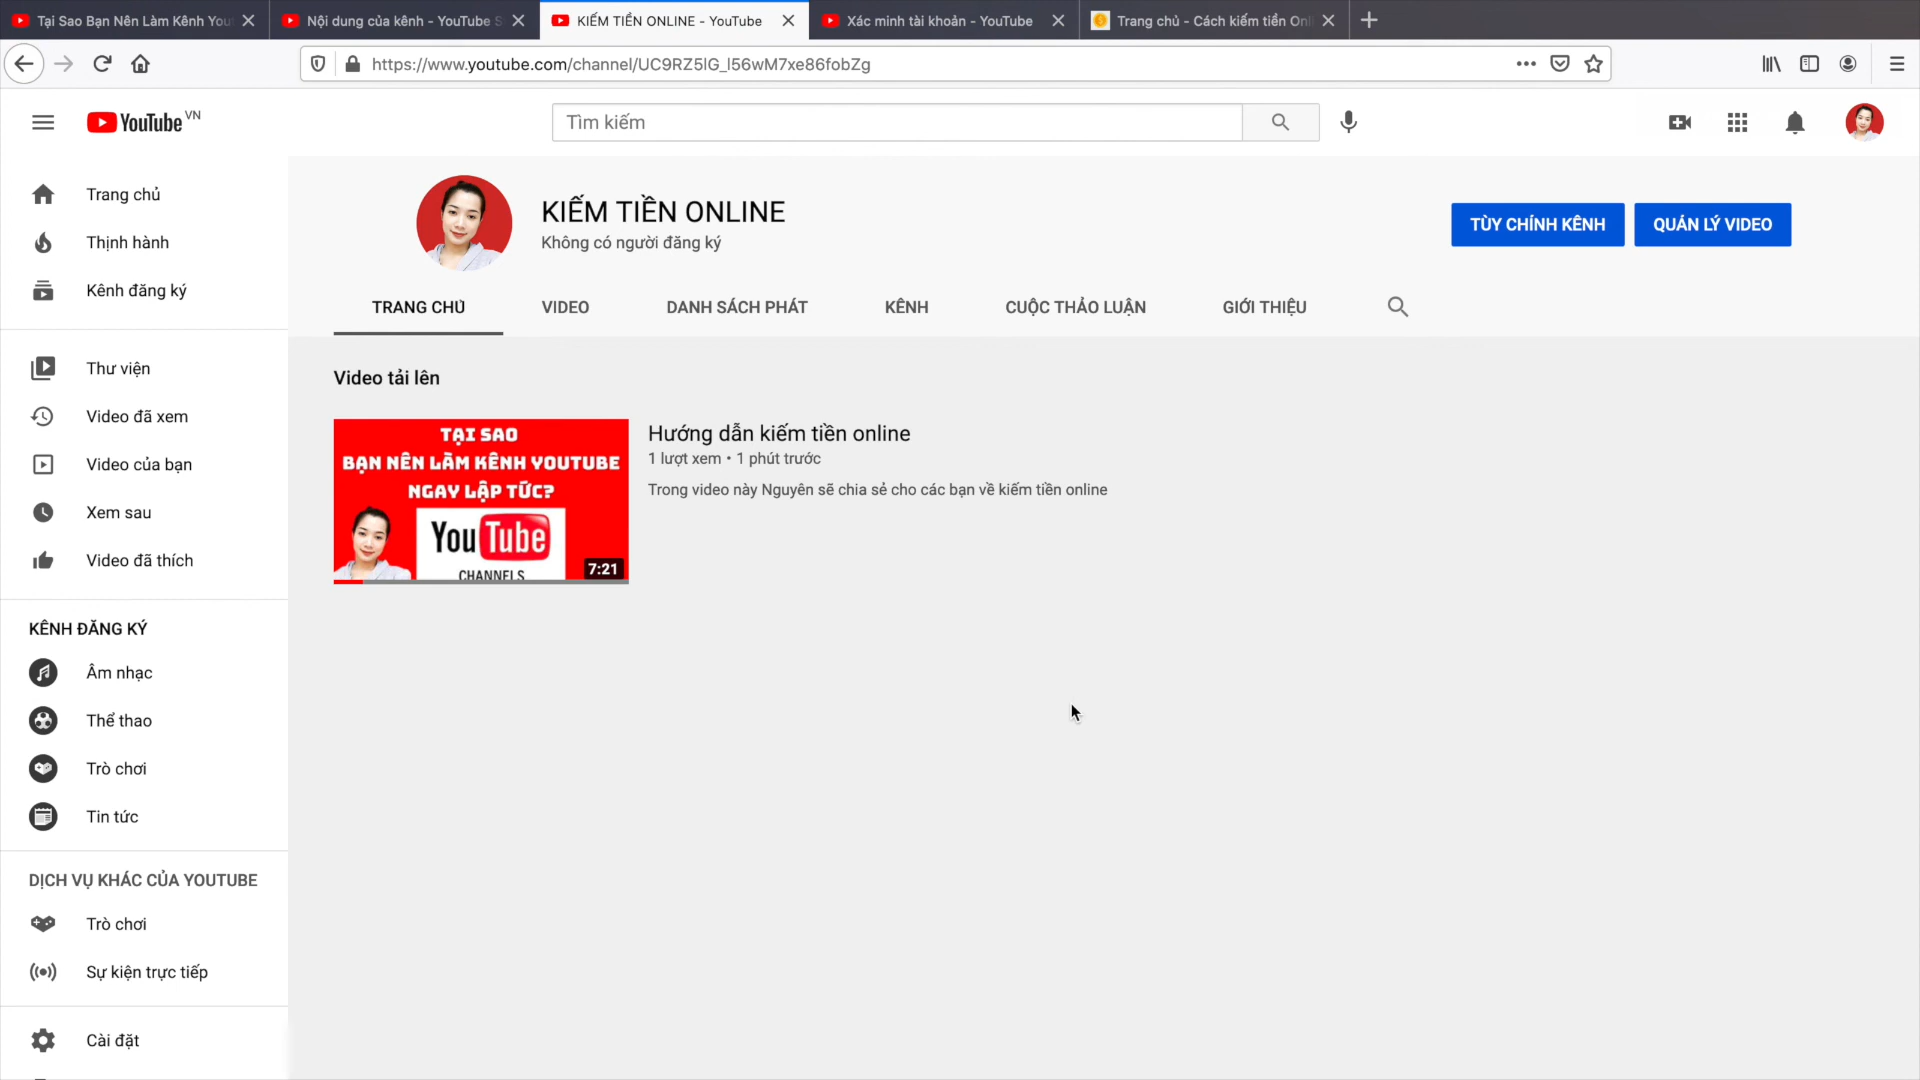 Tại Sao Bạn Nên Làm Kênh You
Nội dung của kênh - YouTube S
KIẾM TIỀN ONLINE - YouTube
Xác minh tài khoản - YouTube
Trang chủ - Cách kiếm tiền Onl
https://www.youtube.com/channel/UC9RZ5lG_l56wM7xe86fobZg
YouTube VN
Tìm kiếm
Trang chủ
Thịnh hành
Kênh đăng ký
Thư viện
Video đã xem
Video của bạn
Xem sau
Video đã thích
KÊNH ĐĂNG KÝ
Âm nhạc
Thể thao
Trò chơi
Tin tức
DỊCH VỤ KHÁC CỦA YOUTUBE
Trò chơi
Sự kiện trực tiếp
Cài đặt
KIẾM TIỀN ONLINE
Không có người đăng ký
TÙY CHỈNH KÊNH
QUẢN LÝ VIDEO
TRANG CHỦ
VIDEO
DANH SÁCH PHÁT
KÊNH
CUỘC THẢO LUẬN
GIỚI THIỆU
Video tải lên
TẠI SAO
BẠN NÊN LÀM KÊNH YOUTUBE
NGAY LẬP TỨC?
YouTube
CHANNELS
7:21
Hướng dẫn kiếm tiền online
1 lượt xem • 1 phút trước
Trong video này Nguyên sẽ chia sẻ cho các bạn về kiếm tiền online